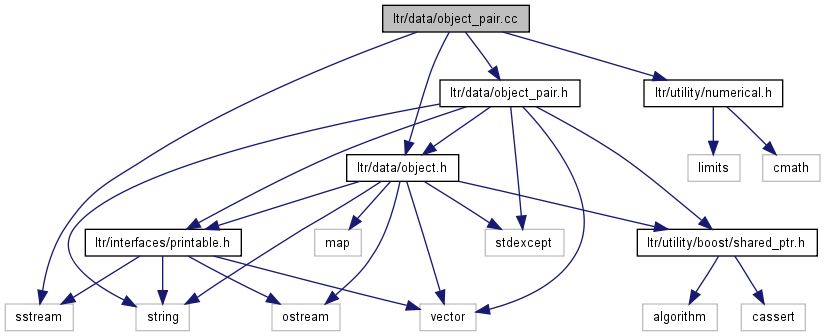 ltr/data/object_pair.cc
ltr/data/object_pair.h
ltr/utility/numerical.h
ltr/data/object.h
limits
cmath
ltr/interfaces/printable.h
map
stdexcept
ltr/utility/boost/shared_ptr.h
sstream
string
ostream
vector
algorithm
cassert